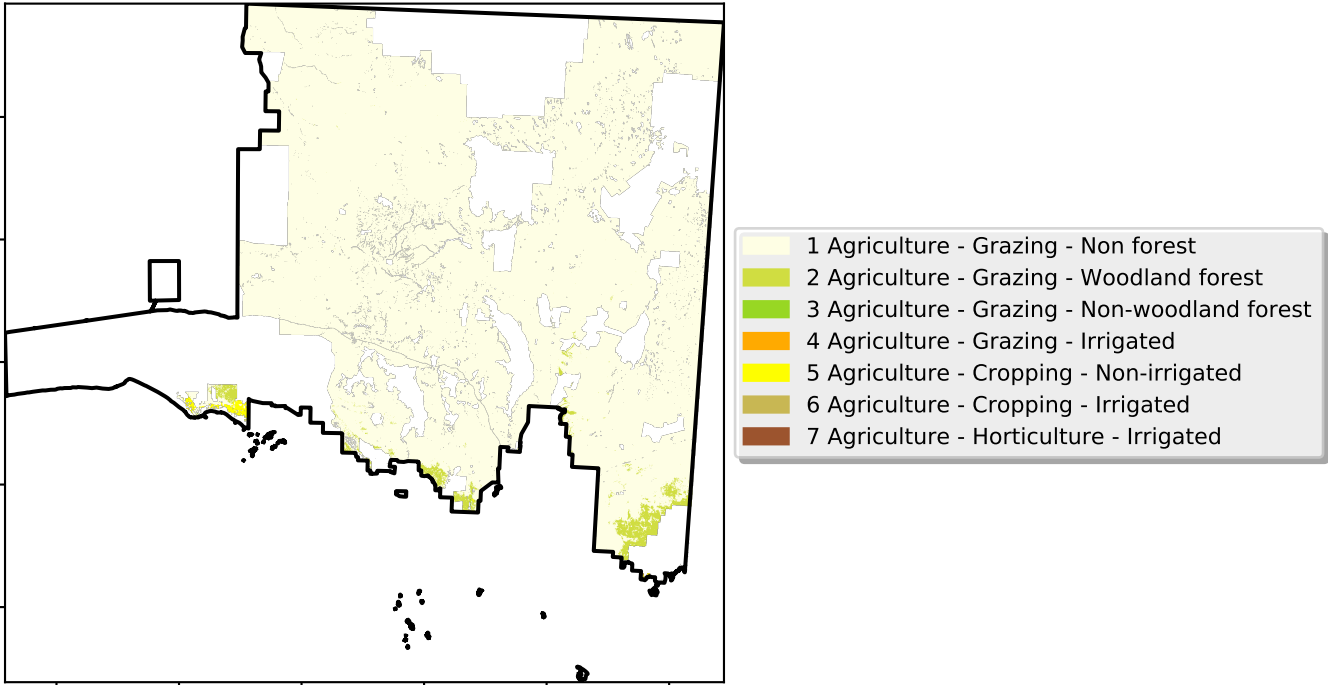 1 Agriculture - Grazing - Non forest
2 Agriculture - Grazing - Woodland forest
3 Agriculture - Grazing - Non-woodland forest
4 Agriculture - Grazing - Irrigated
5 Agriculture - Cropping - Non-irrigated
6 Agriculture - Cropping - Irrigated
7 Agriculture - Horticulture - Irrigated